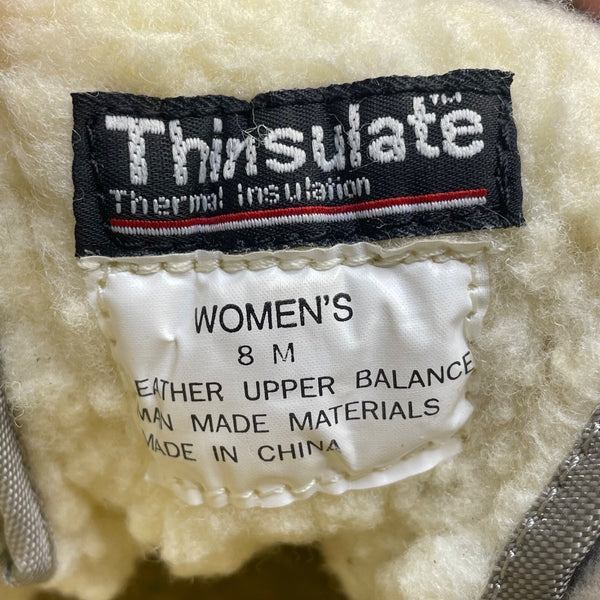 Thinsulate™
Thermal Insulation
WOMEN'S
8 M
EATHER UPPER BALANCE
MAN MADE MATERIALS
MADE IN CHINA